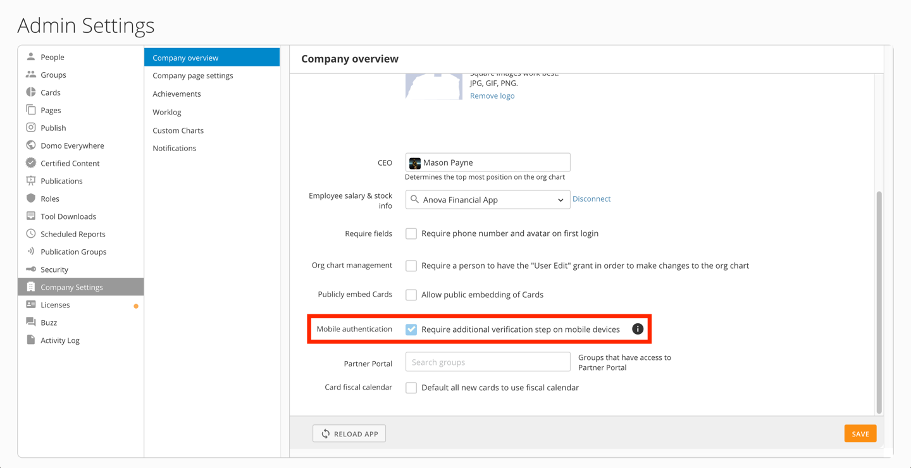 Admin Settings
People
Groups
Cards
Pages
Publish
Domo Everywhere
Certified Content
Publications
Roles
Tool Downloads
Scheduled Reports
Publication Groups
Security
Company Settings
Licenses
Buzz
Activity Log
Company overview
Company page settings
Achievements
Worklog
Custom Charts
Notifications
Company overview
Square images work best.
JPG, GIF, PNG.
Remove logo
CEO
Mason Payne
Determines the top most position on the org chart
Employee salary & stock
info
Anova Financial App
Disconnect
Require fields
Require phone number and avatar on first login
Org chart management
Require a person to have the "User Edit" grant in order to make changes to the org chart
Publicly embed Cards
Allow public embedding of Cards
Mobile authentication
Require additional verification step on mobile devices
Partner Portal
Search groups
Groups that have access to
Partner Portal
Card fiscal calendar
Default all new cards to use fiscal calendar
RELOAD APP
SAVE